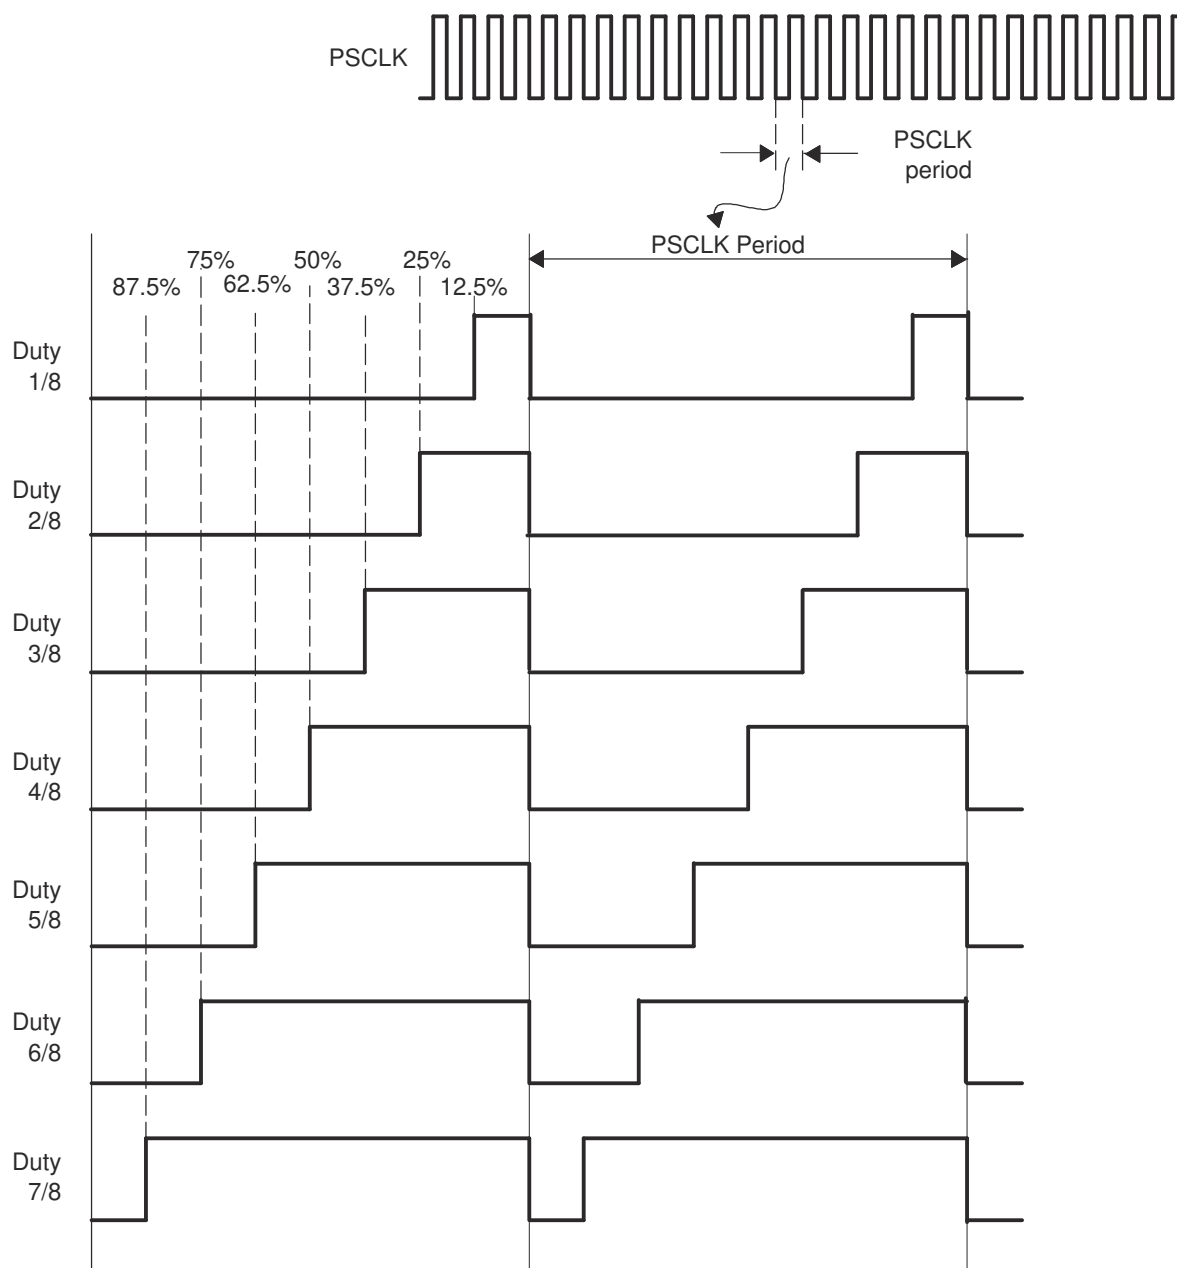 PSCLK
PSCLK
period
PSCLK Period
75%
50%
25%
87.5%
62.5%
37.5%
12.5%
Duty
1/8
Duty
2/8
Duty
3/8
Duty
4/8
Duty
5/8
Duty
6/8
Duty
7/8